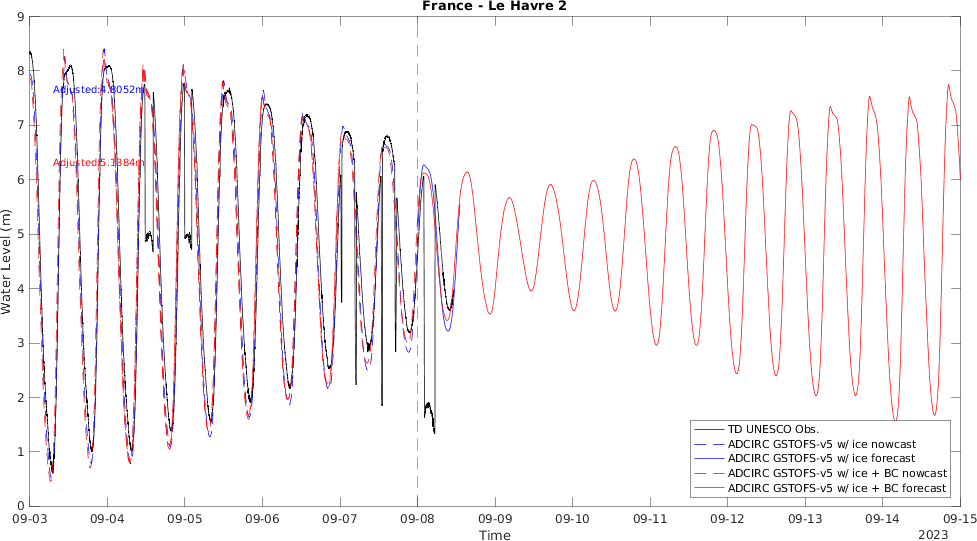 France - Le Havre 2
9
8
Adjusted:4.8052m
7
Adjusted:5.1384m
6
5
Water Level (m)
4
3
2
1
0
TD UNESCO Obs.
ADCIRC GSTOFS-v5 w/ ice nowcast
ADCIRC GSTOFS-v5 w/ ice forecast
ADCIRC GSTOFS-v5 w/ ice + BC nowcast
ADCIRC GSTOFS-v5 w/ ice + BC forecast
09-03 09-04 09-05 09-06 09-07 09-08 09-09 09-10 09-11 09-12 09-13 09-14 09-15
Time
2023